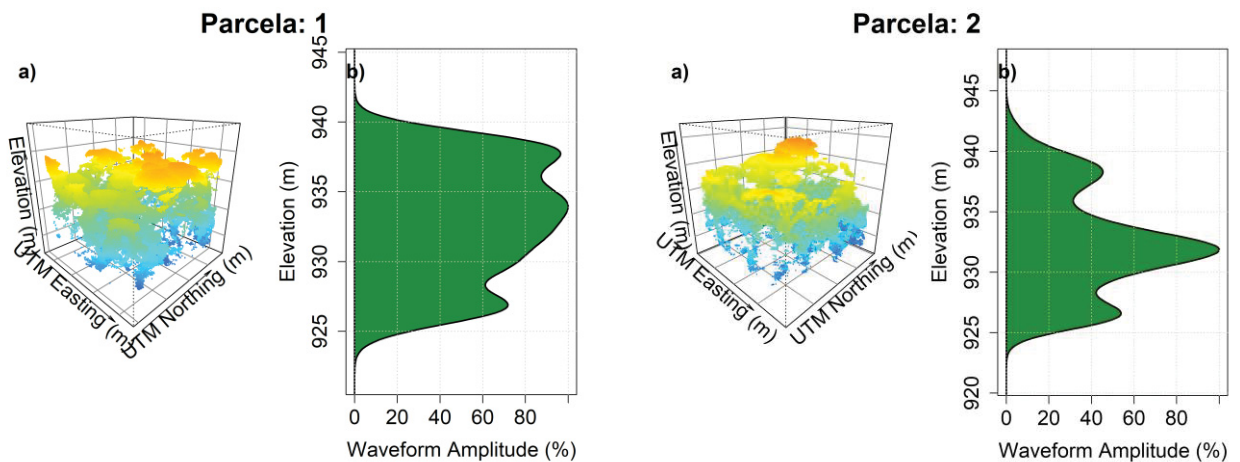 Parcela: 1
a)
Elevation (m)
UTM Easting (m)
UTM Northing (m)
b)
945
940
935
930
925
Elevation (m)
0 20 40 60 80
Waveform Amplitude (%)
Parcela: 2
a)
Elevation (m)
UTM Easting (m)
UTM Northing (m)
b)
945
940
935
930
925
920
Elevation (m)
0 20 40 60 80
Waveform Amplitude (%)